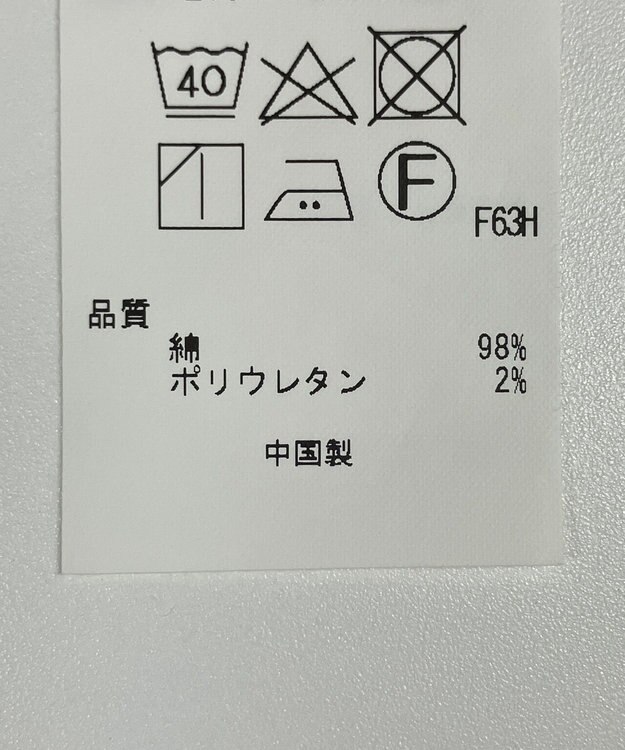 40
F
F63H
品質
綿 98%
ポリウレタン 2%
中国製